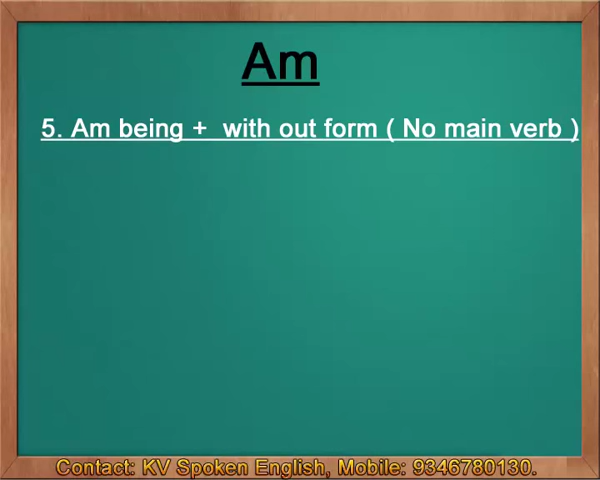 Am
5. Am being + with out form ( No main verb )
Contact: KV Spoken English, Mobile: 9346780130.